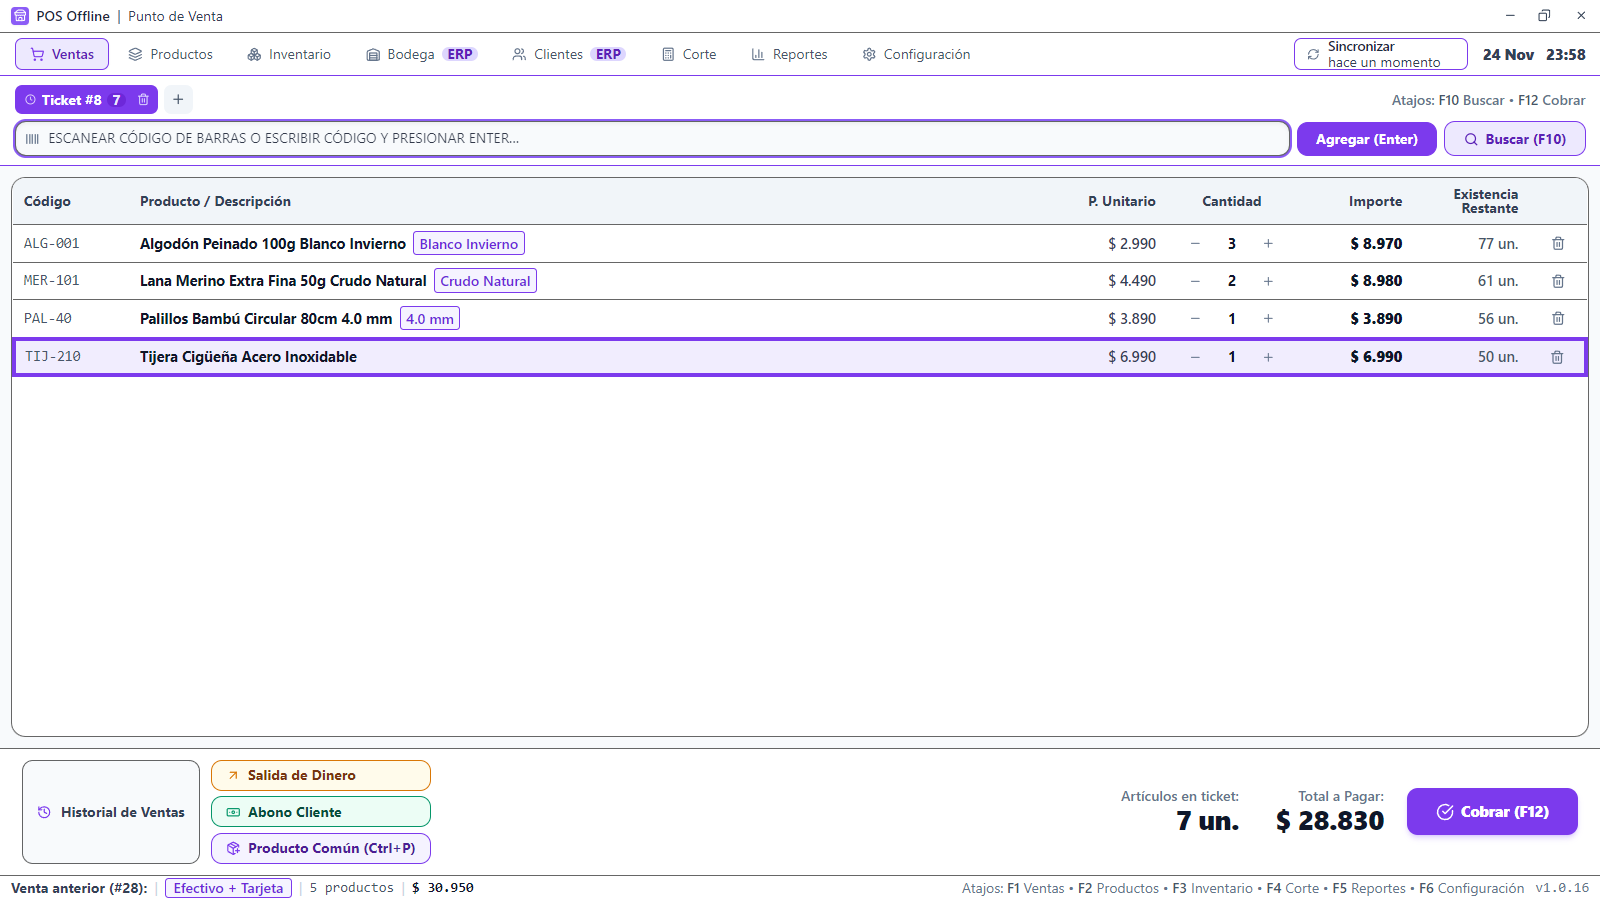 POS Offline | Punto de Venta
Ventas Productos Inventario Bodega ERP Clientes ERP Corte Reportes Configuración
Sincronizar
hace un momento
24 Nov 23:58
Ticket #8 7 +
Atajos: F10 Buscar • F12 Cobrar
ESCANEAR CÓDIGO DE BARRAS O ESCRIBIR CÓDIGO Y PRESIONAR ENTER...
Agregar (Enter) Buscar (F10)
Código Producto / Descripción P. Unitario Cantidad Importe Existencia Restante
ALG-001 Algodón Peinado 100g Blanco Invierno Blanco Invierno $ 2.990 − 3 + $ 8.970 77 un.
MER-101 Lana Merino Extra Fina 50g Crudo Natural Crudo Natural $ 4.490 − 2 + $ 8.980 61 un.
PAL-40 Palillos Bambú Circular 80cm 4.0 mm 4.0 mm $ 3.890 − 1 + $ 3.890 56 un.
TIJ-210 Tijera Cigüeña Acero Inoxidable $ 6.990 − 1 + $ 6.990 50 un.
Historial de Ventas
Salida de Dinero
Abono Cliente
Producto Común (Ctrl+P)
Artículos en ticket:
7 un.
Total a Pagar:
$ 28.830
Cobrar (F12)
Venta anterior (#28): | Efectivo + Tarjeta | 5 productos | $ 30.950
Atajos: F1 Ventas • F2 Productos • F3 Inventario • F4 Corte • F5 Reportes • F6 Configuración v1.0.16